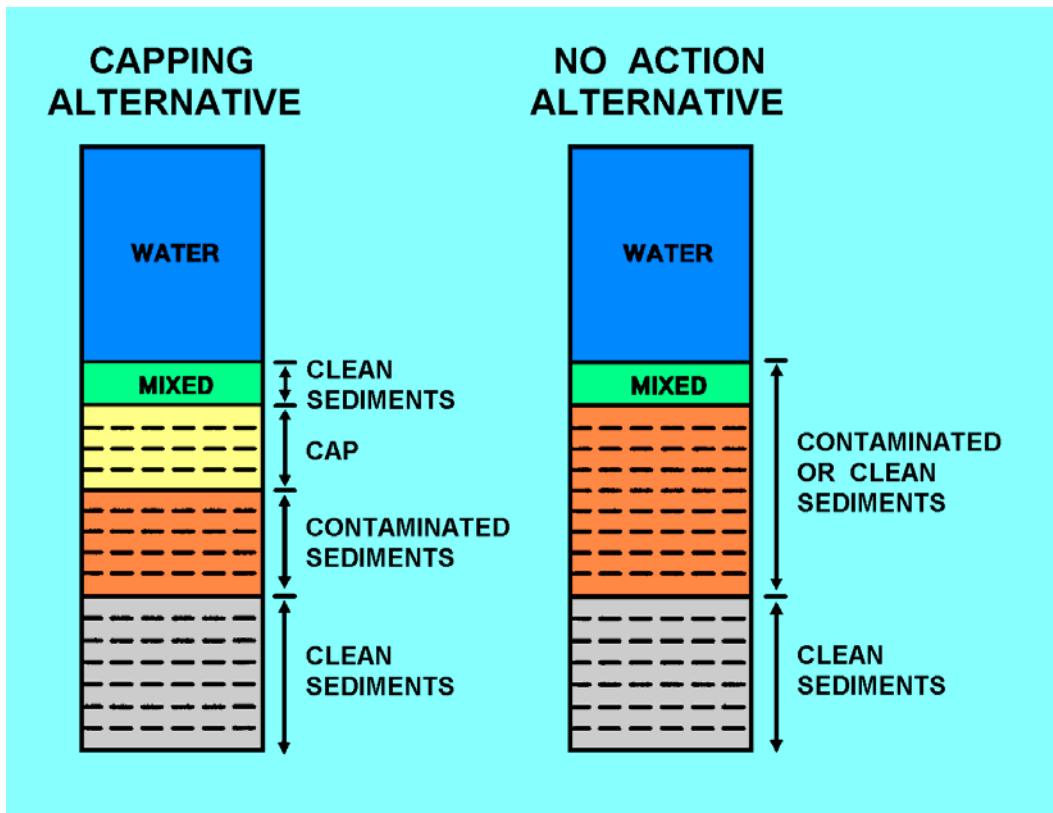 CAPPING
ALTERNATIVE
WATER
MIXED
CLEAN
SEDIMENTS
CAP
CONTAMINATED
SEDIMENTS
CLEAN
SEDIMENTS
NO ACTION
ALTERNATIVE
WATER
MIXED
CONTAMINATED
OR CLEAN
SEDIMENTS
CLEAN
SEDIMENTS